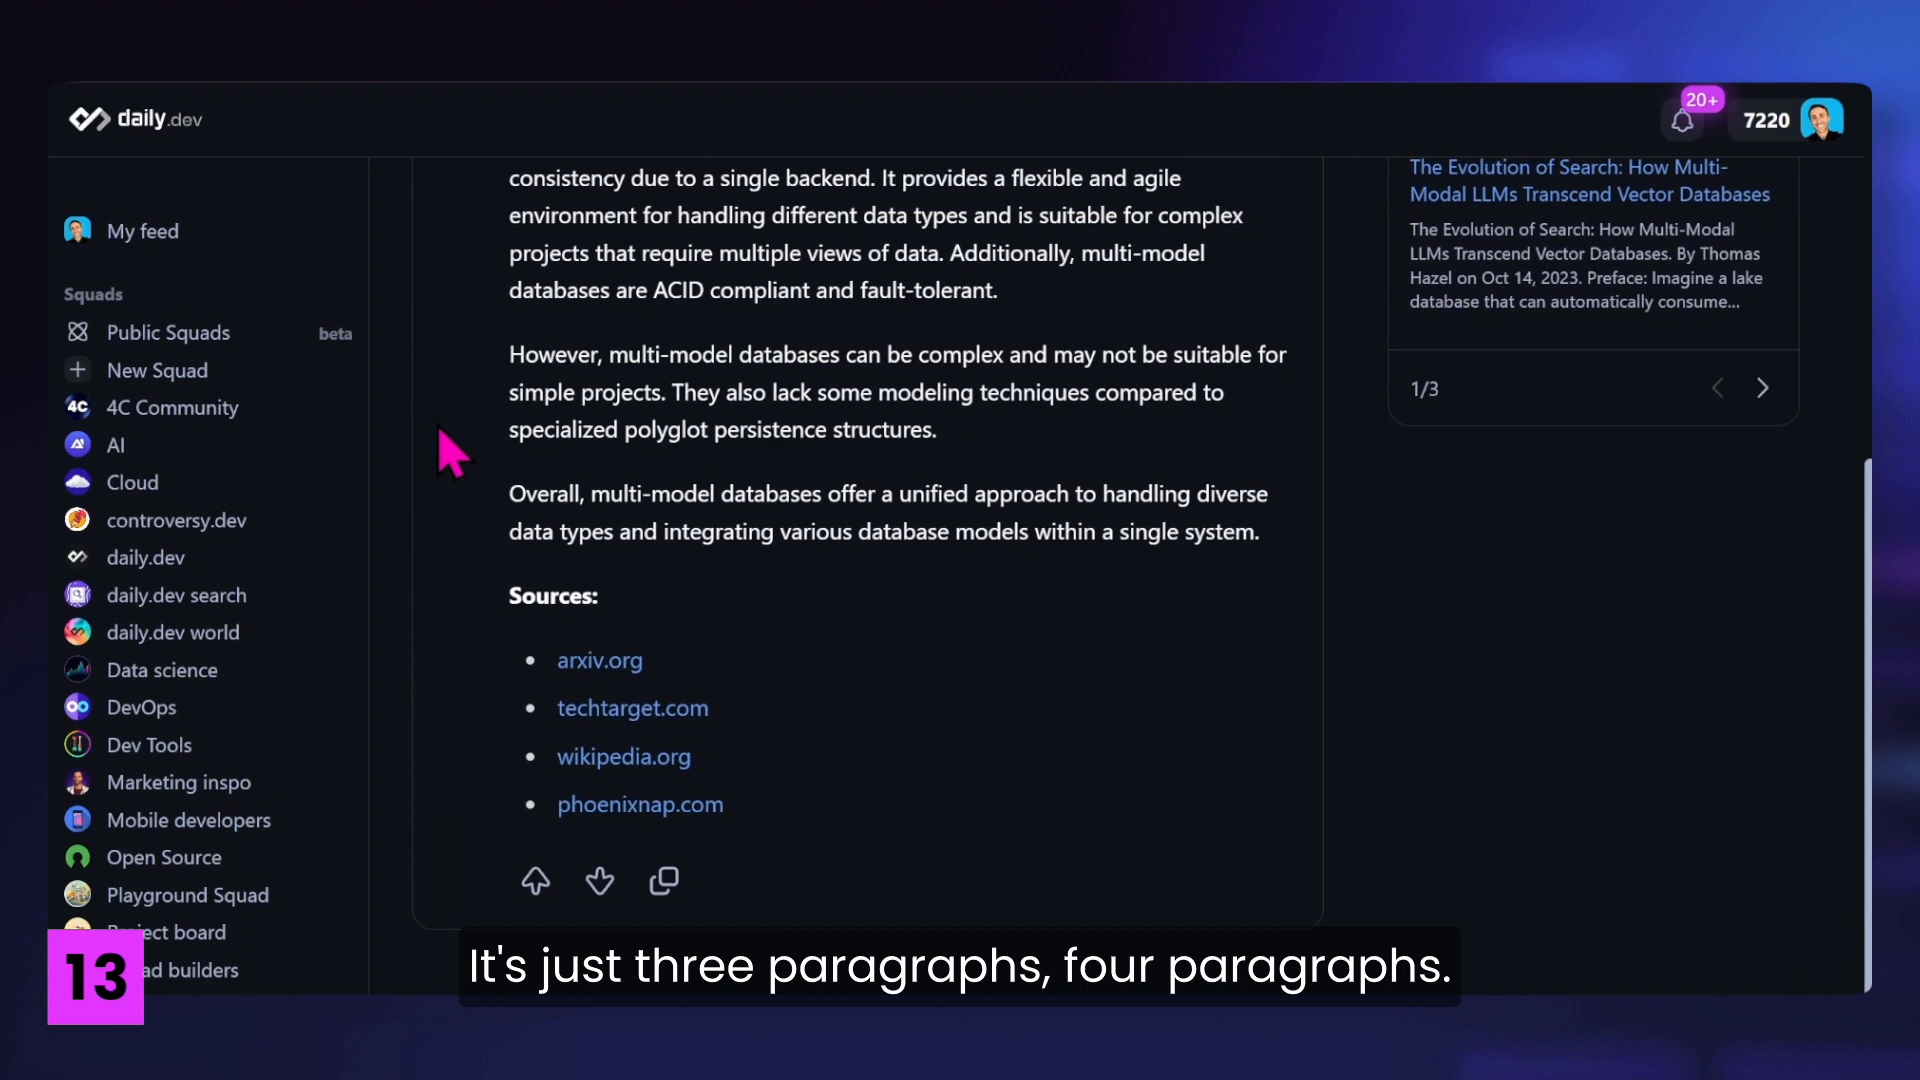 daily.dev
20+
7220
My feed
Squads
Public Squads
beta
New Squad
4C
4C Community
AI
Cloud
controversy.dev
daily.dev
daily.dev search
daily.dev world
Data science
DevOps
Dev Tools
Marketing inspo
Mobile developers
Open Source
Playground Squad
ect board
ad builders
consistency due to a single backend. It provides a flexible and agile
environment for handling different data types and is suitable for complex
projects that require multiple views of data. Additionally, multi-model
databases are ACID compliant and fault-tolerant.
However, multi-model databases can be complex and may not be suitable for
simple projects. They also lack some modeling techniques compared to
specialized polyglot persistence structures.
Overall, multi-model databases offer a unified approach to handling diverse
data types and integrating various database models within a single system.
Sources:
• arxiv.org
• techtarget.com
• wikipedia.org
• phoenixnap.com
The Evolution of Search: How Multi-
Modal LLMs Transcend Vector Databases
The Evolution of Search: How Multi-Modal
LLMs Transcend Vector Databases. By Thomas
Hazel on Oct 14, 2023. Preface: Imagine a lake
database that can automatically consume...
1/3
13
It's just three paragraphs, four paragraphs.